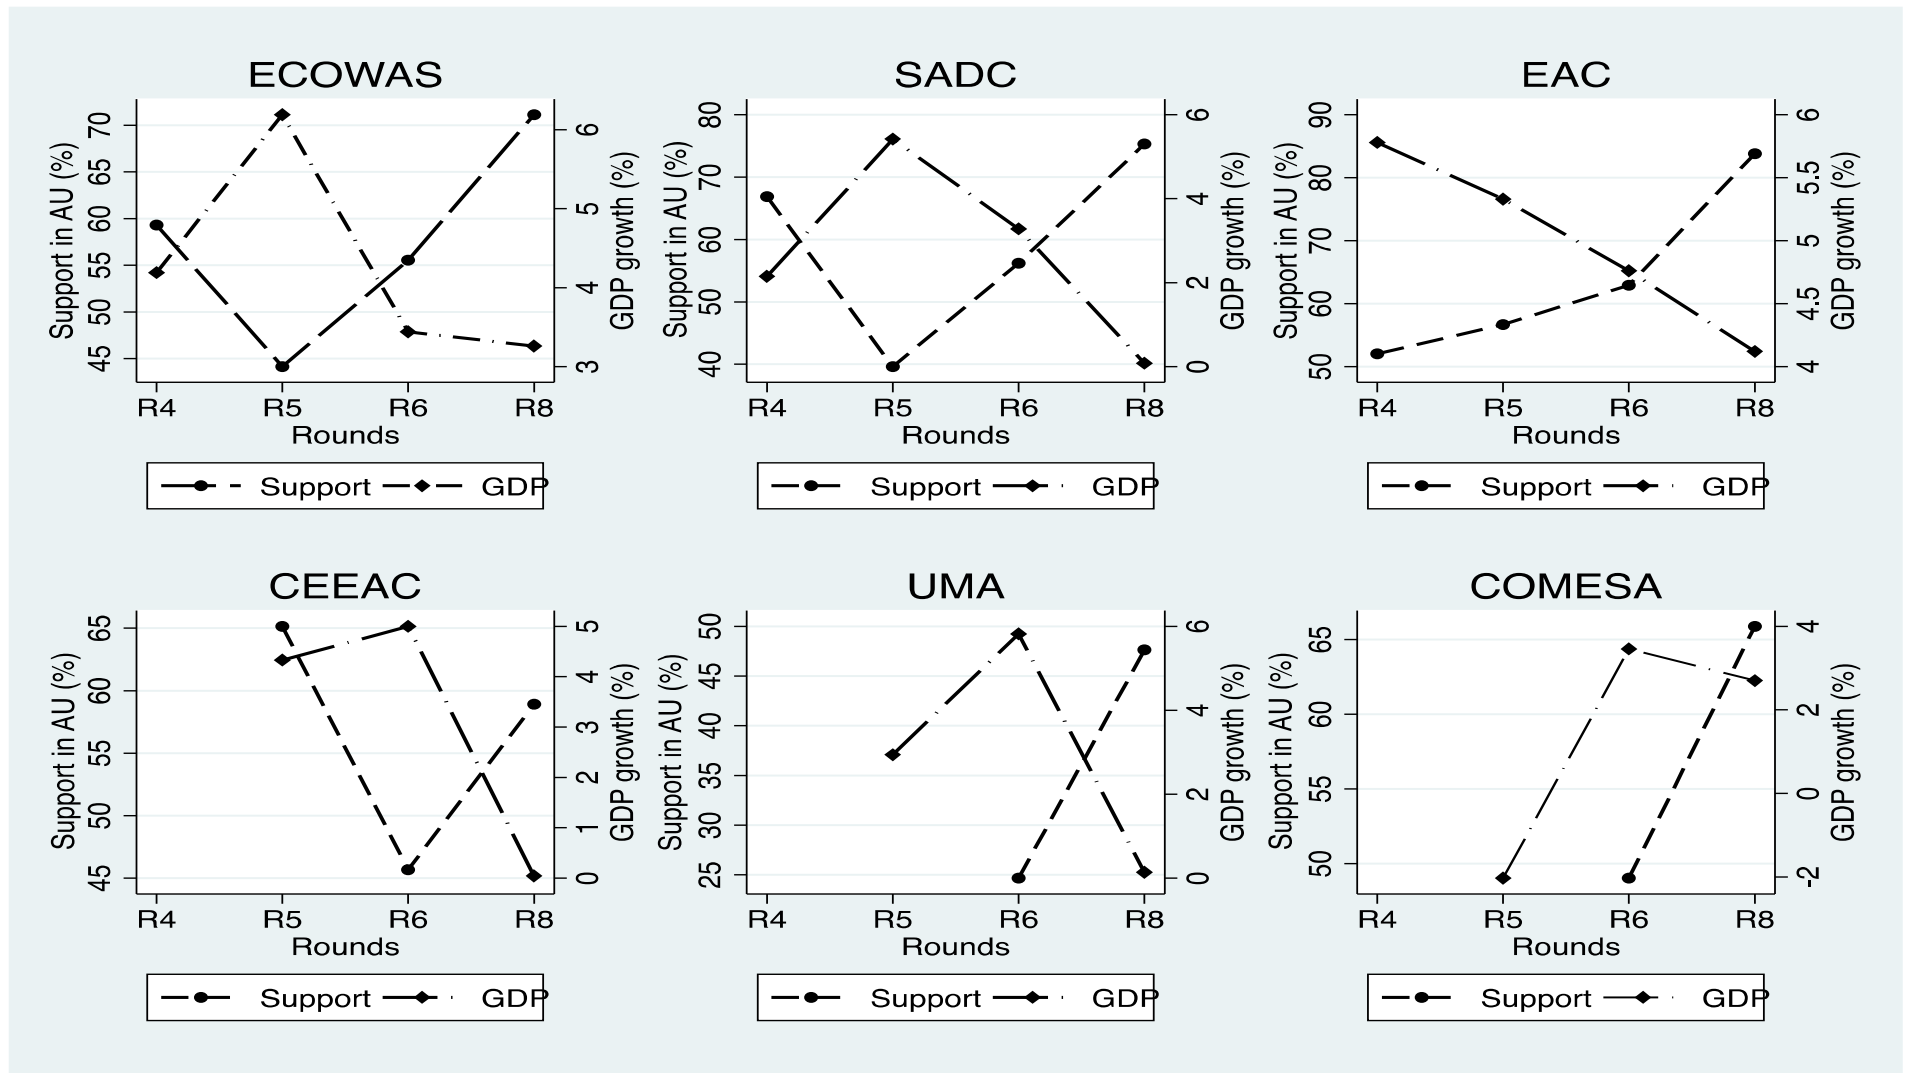 ECOWAS
Support in AU (%)
45 50 55 60 65 70
3 4 5 6
GDP growth (%)
R4 R5 R6 R8
Rounds
Support GDP
SADC
Support in AU (%)
40 50 60 70 80
0 2 4 6
GDP growth (%)
R4 R5 R6 R8
Rounds
Support GDP
EAC
Support in AU (%)
50 60 70 80 90
4 4.5 5 5.5 6
GDP growth (%)
R4 R5 R6 R8
Rounds
Support GDP
CEEAC
Support in AU (%)
45 50 55 60 65
0 1 2 3 4 5
GDP growth (%)
R4 R5 R6 R8
Rounds
Support GDP
UMA
Support in AU (%)
25 30 35 40 45 50
0 2 4 6
GDP growth (%)
R4 R5 R6 R8
Rounds
Support GDP
COMESA
Support in AU (%)
50 55 60 65
-2 0 2 4
GDP growth (%)
R4 R5 R6 R8
Rounds
Support GDP